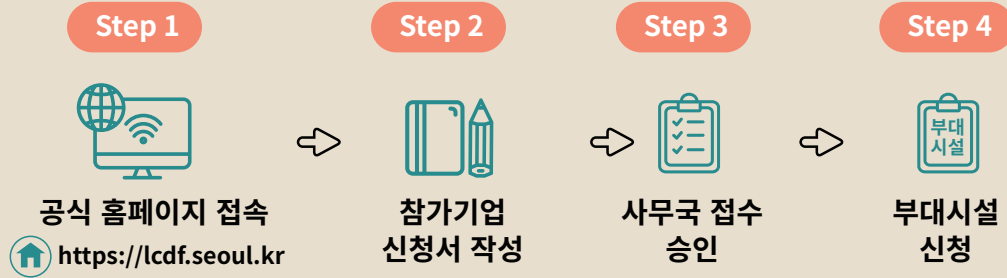 Step 1
Step 2
Step 3
Step 4
부대
시설
공식 홈페이지 접속
https://lcdf.seoul.kr
참가기업
신청서 작성
사무국 접수
승인
부대시설
신청